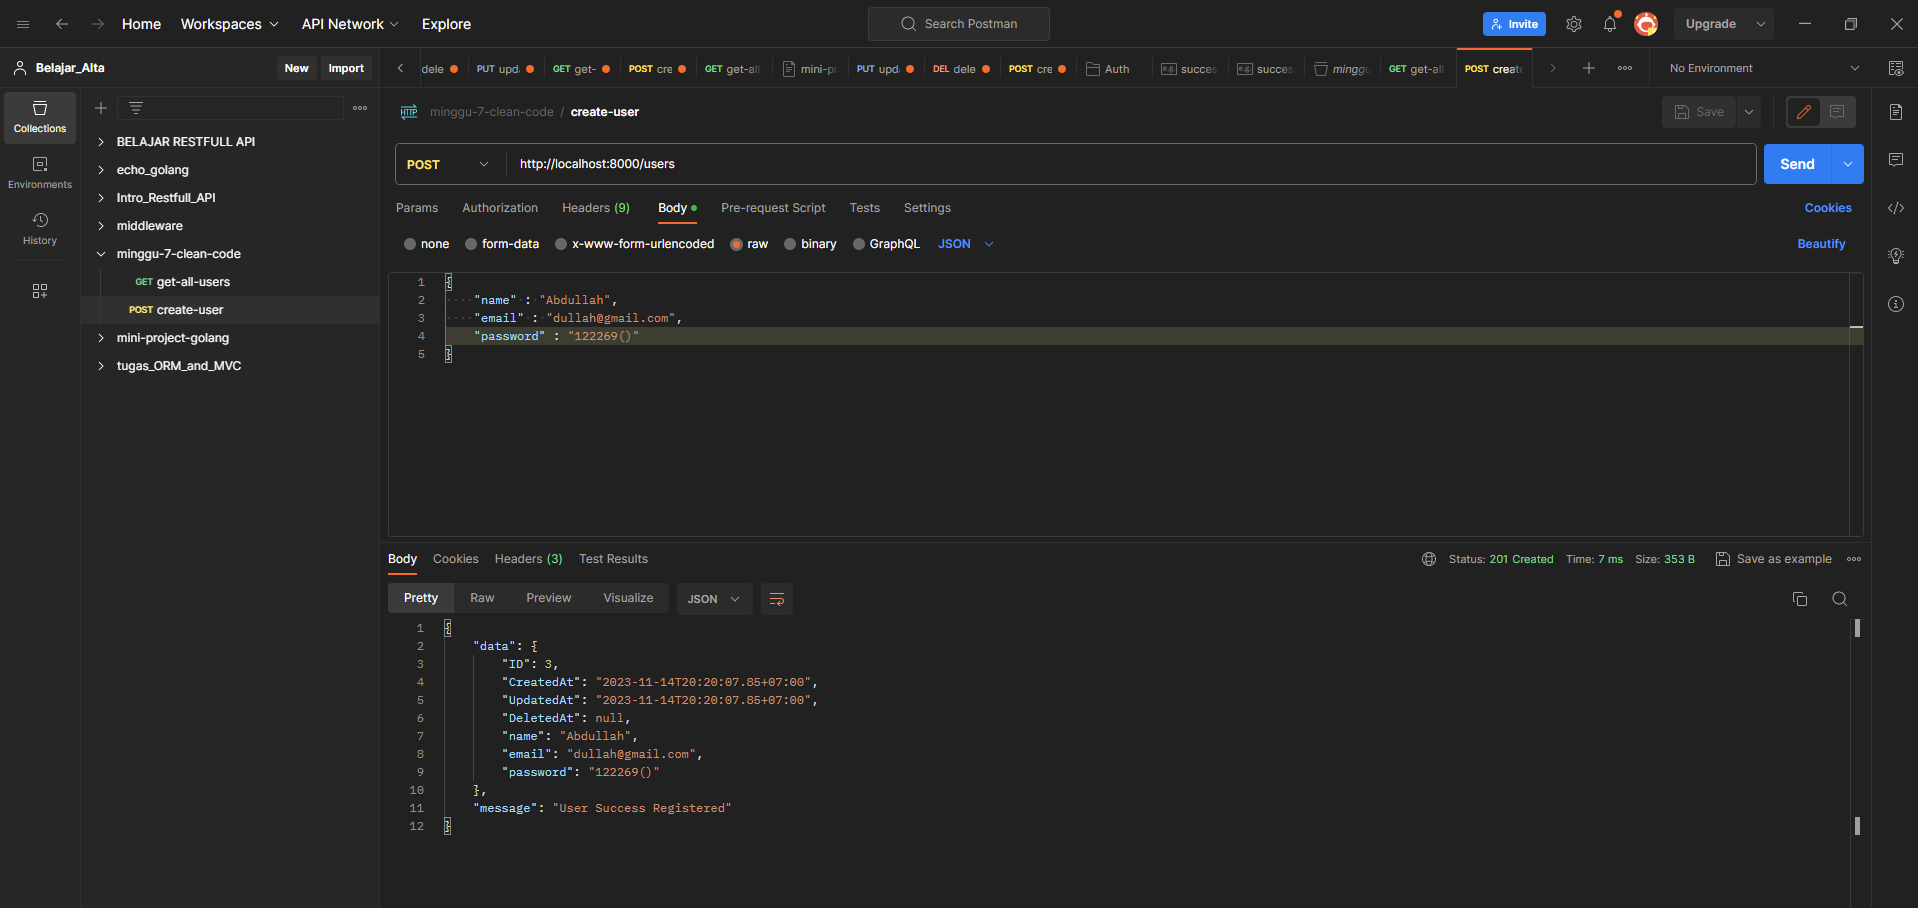 Home Workspaces API Network Explore Search Postman Invite Upgrade
Belajar_Alta New Import
dele PUT upd GET get- POST cre GET get-all mini-pr PUT upd DEL dele POST cre Auth succes succes minggu GET get-all POST create No Environment
Collections
Environments
History
BELAJAR RESTFULL API
echo_golang
Intro_Restfull_API
middleware
minggu-7-clean-code
GET get-all-users
POST create-user
mini-project-golang
tugas_ORM_and_MVC
HTTP minggu-7-clean-code / create-user Save
POST http://localhost:8000/users Send
Params Authorization Headers (9) Body Pre-request Script Tests Settings Cookies
none form-data x-www-form-urlencoded raw binary GraphQL JSON Beautify
1 {
2 "name" : "Abdullah",
3 "email" : "dullah@gmail.com",
4 "password" : "122269()"
5 }
Body Cookies Headers (3) Test Results Status: 201 Created Time: 7 ms Size: 353 B Save as example
Pretty Raw Preview Visualize JSON
1 {
2 "data": {
3 "ID": 3,
4 "CreatedAt": "2023-11-14T20:20:07.85+07:00",
5 "UpdatedAt": "2023-11-14T20:20:07.85+07:00",
6 "DeletedAt": null,
7 "name": "Abdullah",
8 "email": "dullah@gmail.com",
9 "password": "122269()"
10 },
11 "message": "User Success Registered"
12 }